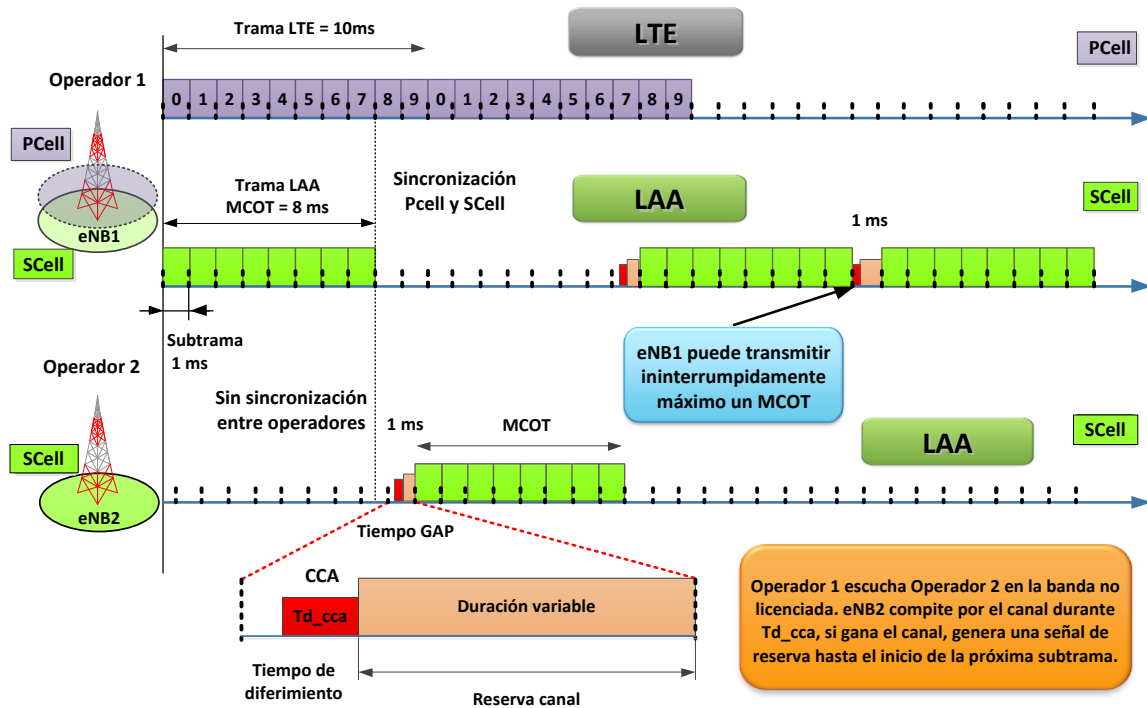 Trama LTE = 10ms
LTE
PCell
Operador 1
0 1 2 3 4 5 6 7 8 9 0 1 2 3 4 5 6 7 8 9
PCell
eNB1
SCell
Trama LAA
MCOT = 8 ms
Sincronización
Pcell y SCell
LAA
1 ms
SCell
Subtrama
1 ms
eNB1 puede transmitir
ininterrumpidamente
máximo un MCOT
Operador 2
Sin sincronización
entre operadores
1 ms
MCOT
LAA
SCell
SCell
eNB2
Tiempo GAP
CCA
Td_cca
Duración variable
Tiempo de
diferimiento
Reserva canal
Operador 1 escucha Operador 2 en la banda no
licenciada. eNB2 compite por el canal durante
Td_cca, si gana el canal, genera una señal de
reserva hasta el inicio de la próxima subtrama.